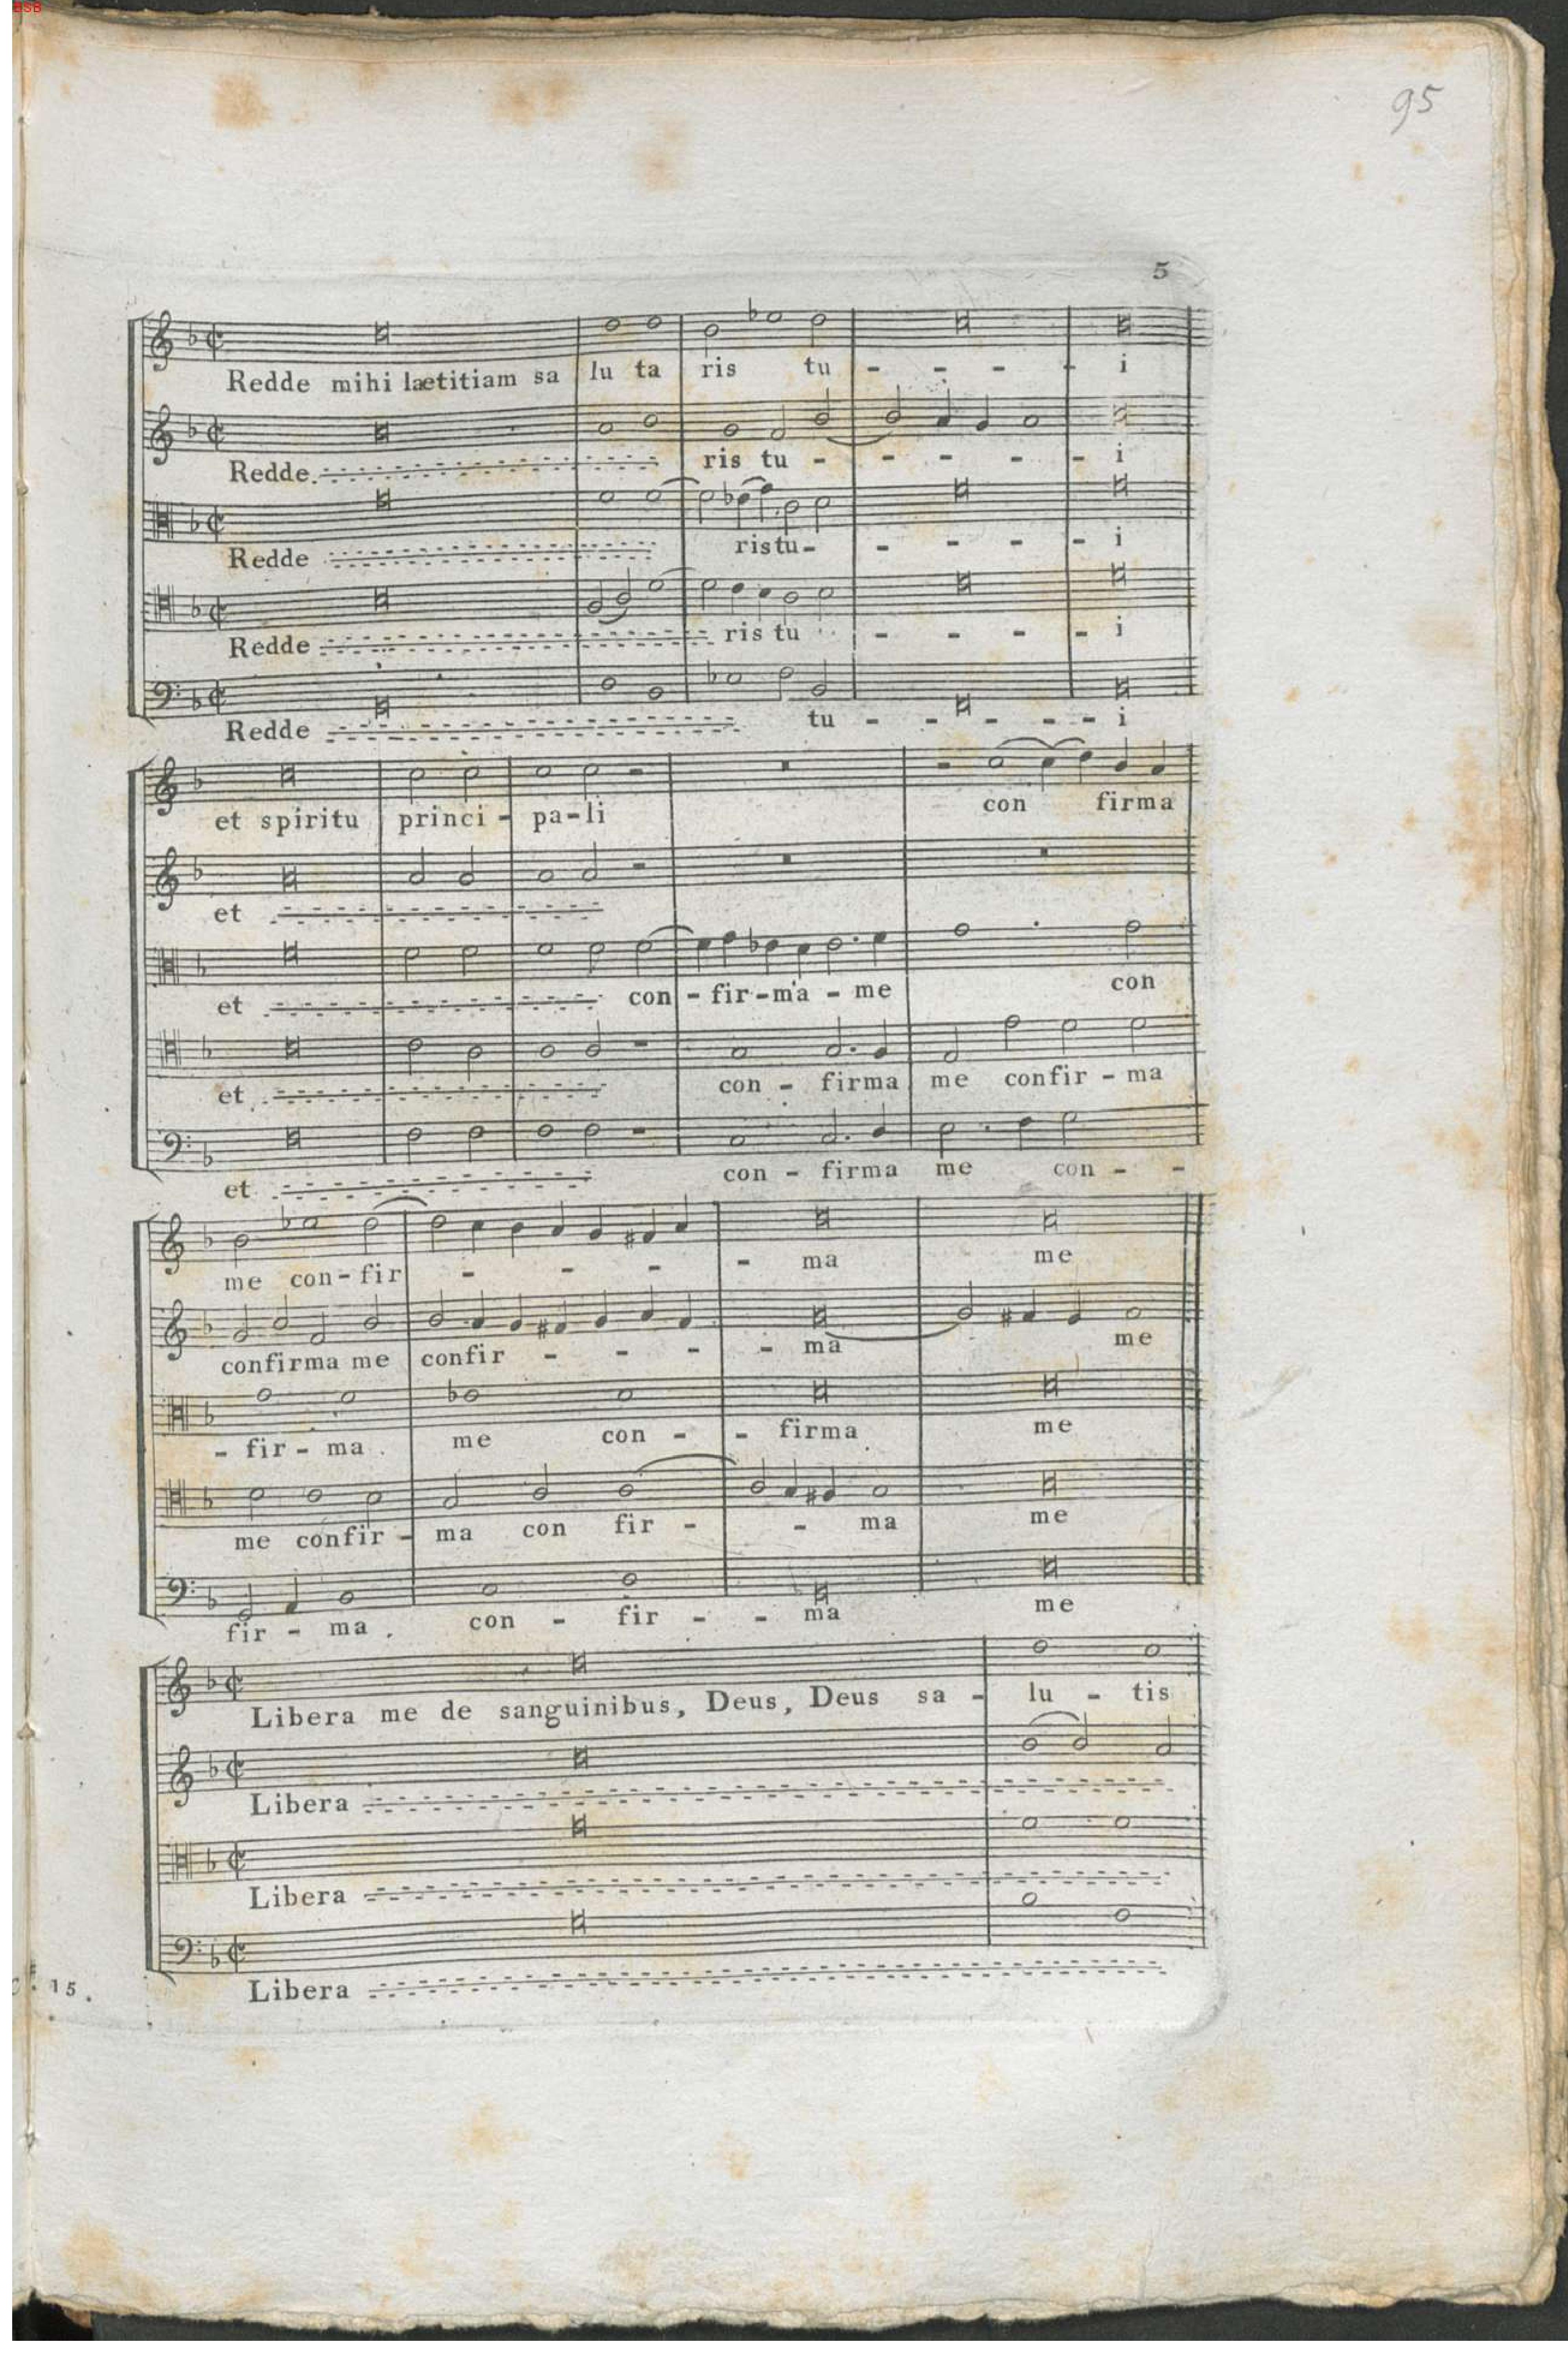 BSB
95
5
Redde mihi laetitiam sa lu ta ris tu - - - - i
Redde ris tu - - - - - i
Redde ris tu - - - - - i
Redde ris tu - - - - i
Redde tu - - - - - i
et spiritu princi - pa - li con firma
et
et con - fir - ma - me con
et con - firma me confir - ma
et con - firma me con - -
me con - fir - - - - ma me
confirma me confir - - - - ma me
- fir - ma . me con - - firma me
me confir - ma con fir - - ma me
fir - ma . con - fir - - ma me
Libera me de sanguinibus, Deus, Deus sa - lu - tis
Libera
Libera
Libera
15.